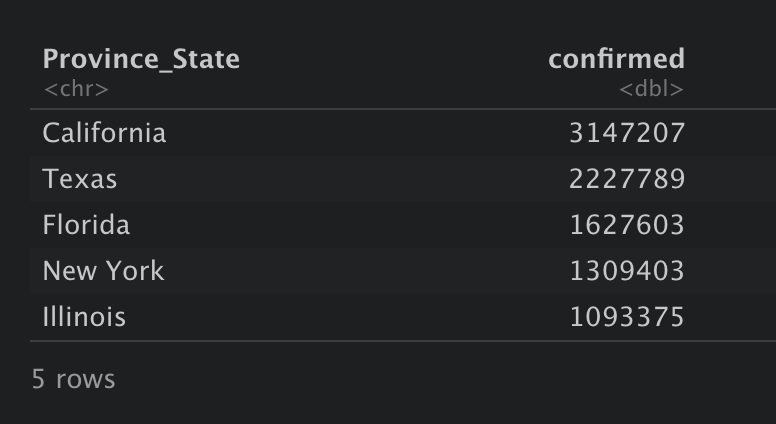 Province_State confirmed
<chr> <dbl>
California 3147207
Texas 2227789
Florida 1627603
New York 1309403
Illinois 1093375
5 rows